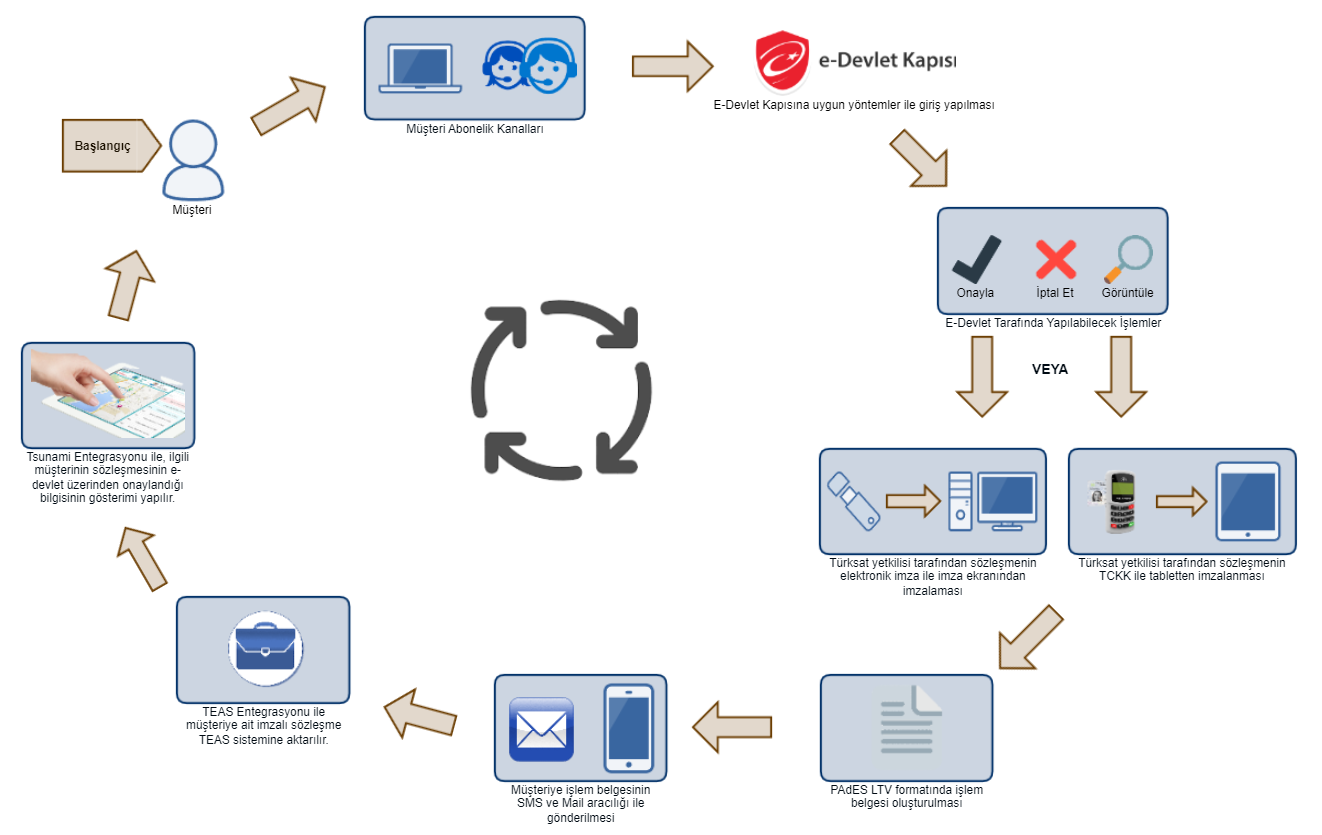 Başlangıç
Müşteri
Müşteri Abonelik Kanalları
e-Devlet Kapısı
E-Devlet Kapısına uygun yöntemler ile giriş yapılması
Onayla
İptal Et
Görüntüle
E-Devlet Tarafında Yapılabilecek İşlemler
VEYA
Türksat yetkilisi tarafından sözleşmenin
elektronik imza ile imza ekranından
imzalaması
Türksat yetkilisi tarafından sözleşmenin
TCKK ile tabletten imzalanması
PAdES LTV formatında işlem
belgesi oluşturulması
Müşteriye işlem belgesinin
SMS ve Mail aracılığı ile
gönderilmesi
TEAS Entegrasyonu ile
müşteriye ait imzalı sözleşme
TEAS sistemine aktarılır.
Tsunami Entegrasyonu ile, ilgili
müşterinin sözleşmesinin e-
devlet üzerinden onaylandığı
bilgisinin gösterimi yapılır.